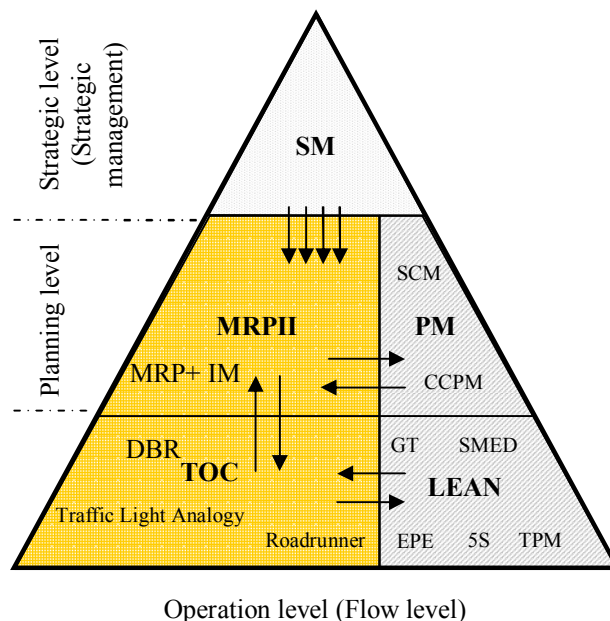 Strategic level
(Strategic
management)
SM
Planning level
SCM
MRPII
PM
MRP+ IM
CCPM
DBR
GT
SMED
TOC
LEAN
Traffic Light Analogy
Roadrunner
EPE
5S
TPM
Operation level (Flow level)